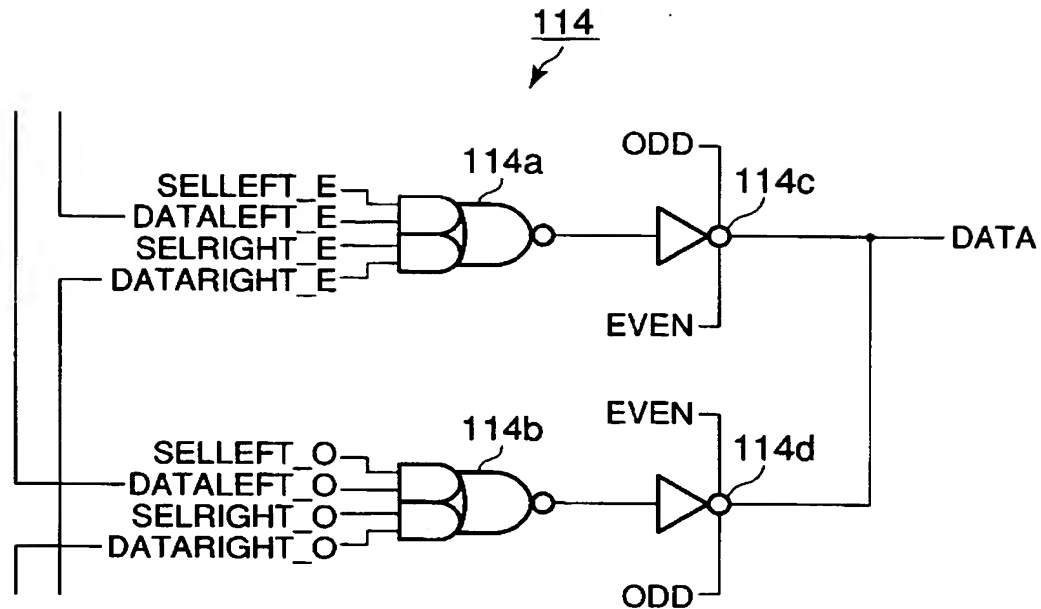 114
ODD
114a
114c
SELLEFT_E
DATALEFT_E
SELRIGHT_E
DATARIGHT_E
DATA
EVEN
EVEN
114b
114d
SELLEFT_O
DATALEFT_O
SELRIGHT_O
DATARIGHT_O
ODD